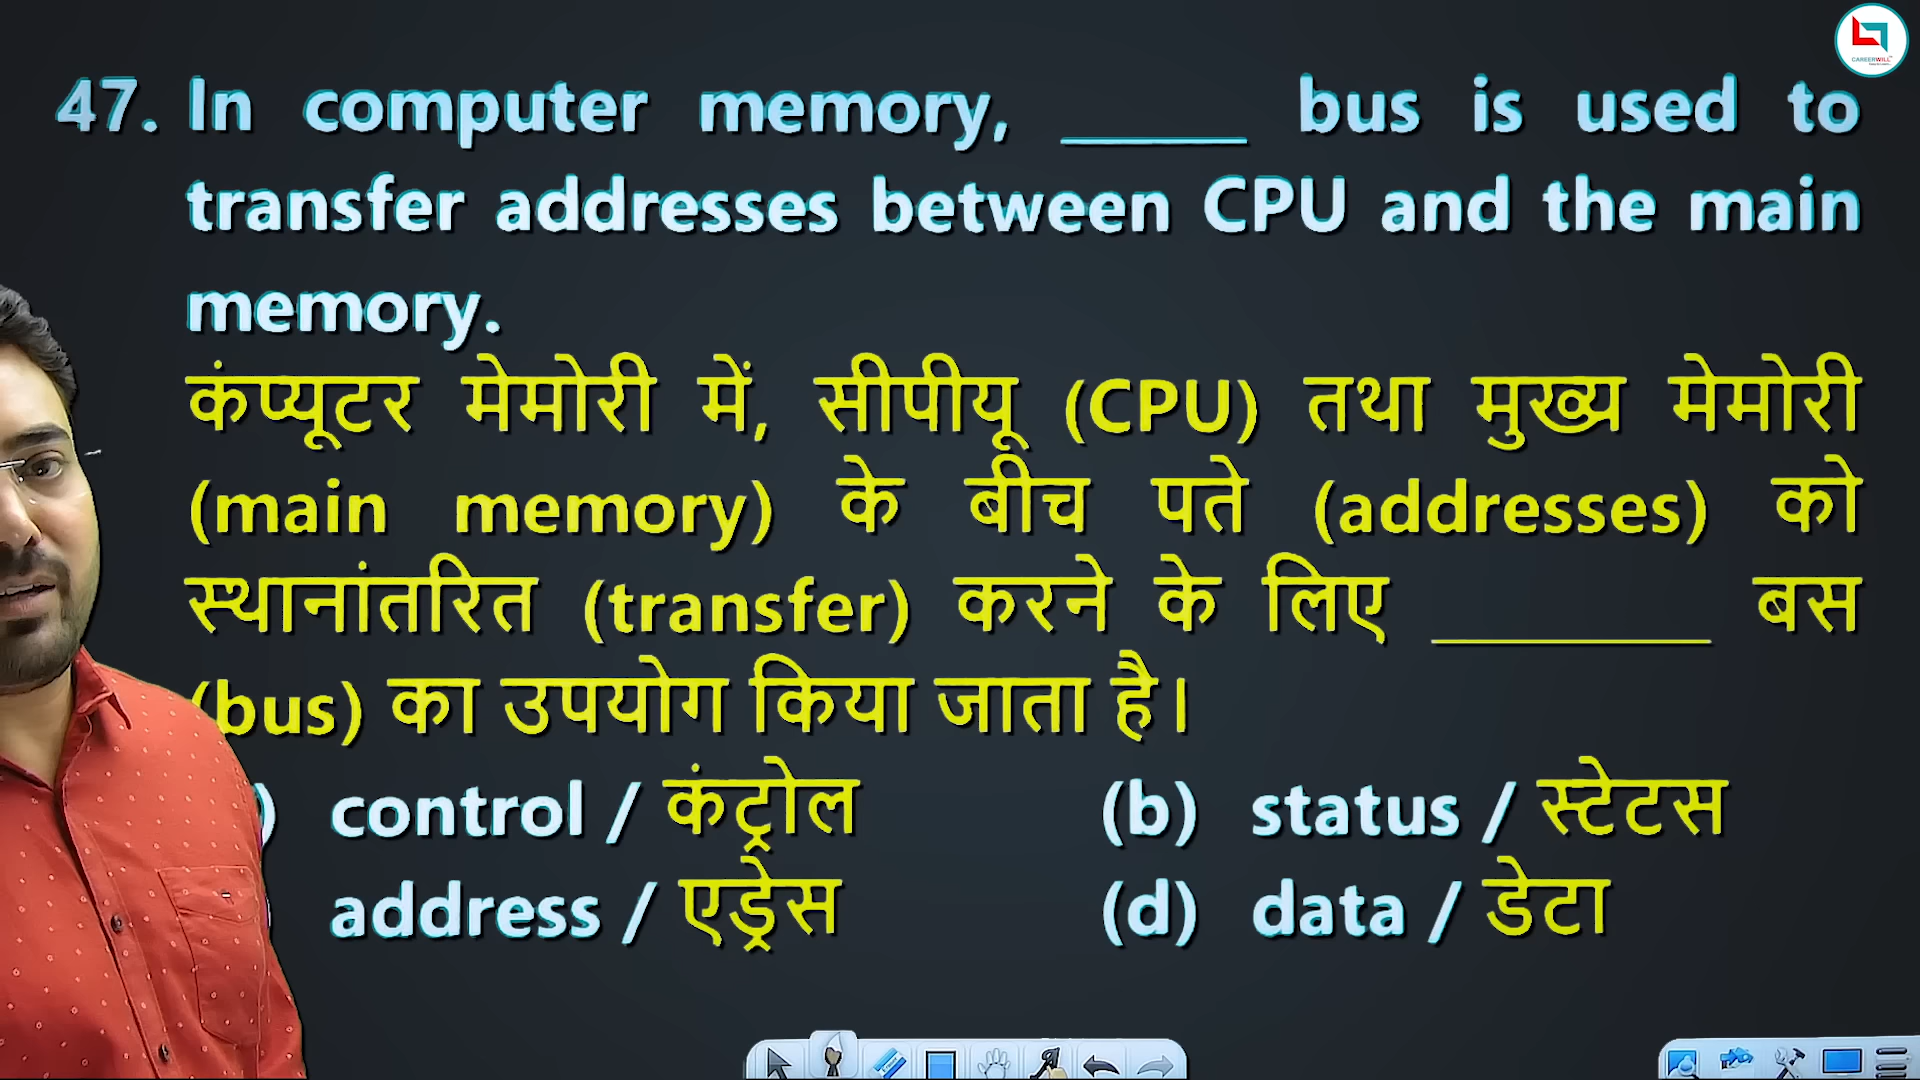 CAREERWILL
47. In computer memory, ______ bus is used to
transfer addresses between CPU and the main
memory.
कंप्यूटर मेमोरी में, सीपीयू (CPU) तथा मुख्य मेमोरी
(main memory) के बीच पते (addresses) को
स्थानांतरित (transfer) करने के लिए ________ बस
(bus) का उपयोग किया जाता है।
) control / कंट्रोल (b) status / स्टेटस
address / एड्रेस (d) data / डेटा